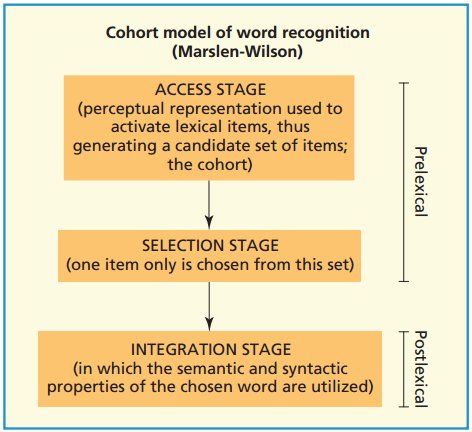 Cohort model of word recognition
(Marslen-Wilson)
ACCESS STAGE
(perceptual representation used to
activate lexical items, thus
generating a candidate set of items;
the cohort)
Prelexical
SELECTION STAGE
(one item only is chosen from this set)
INTEGRATION STAGE
(in which the semantic and syntactic
properties of the chosen word are utilized)
Postlexical